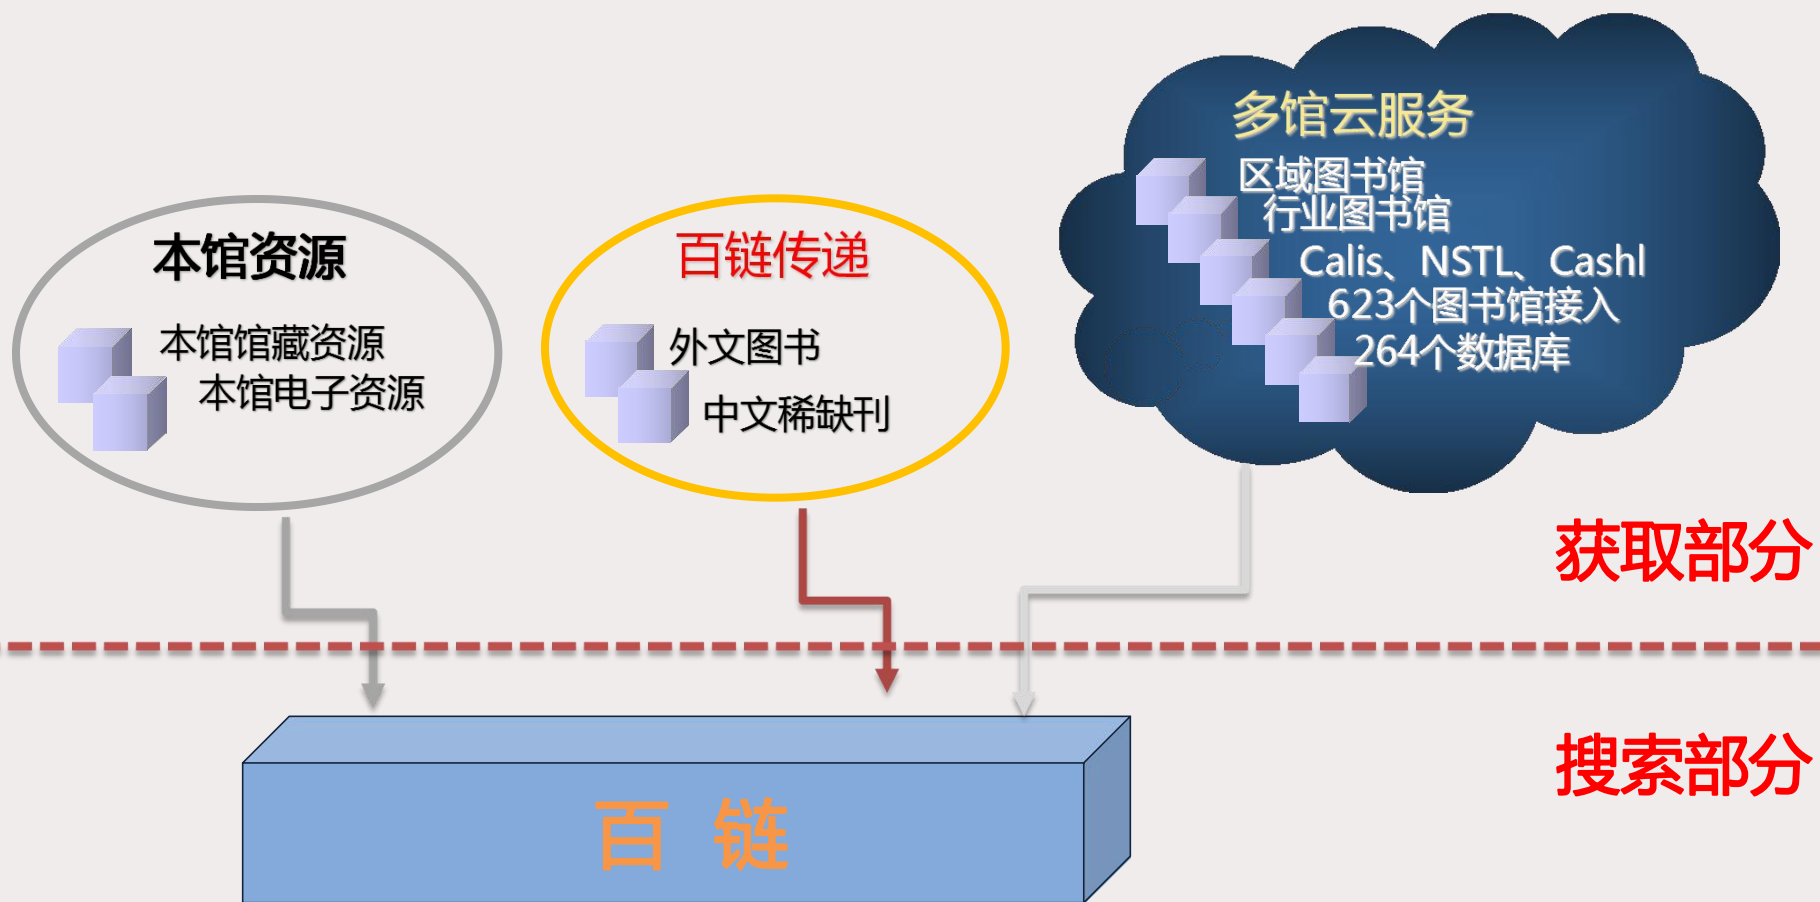 本馆资源
本馆馆藏资源
本馆电子资源
百链传递
外文图书
中文稀缺刊
多馆云服务
区域图书馆
行业图书馆
Calis、NSTL、Cashl
623个图书馆接入
264个数据库
获取部分
搜索部分
百 链